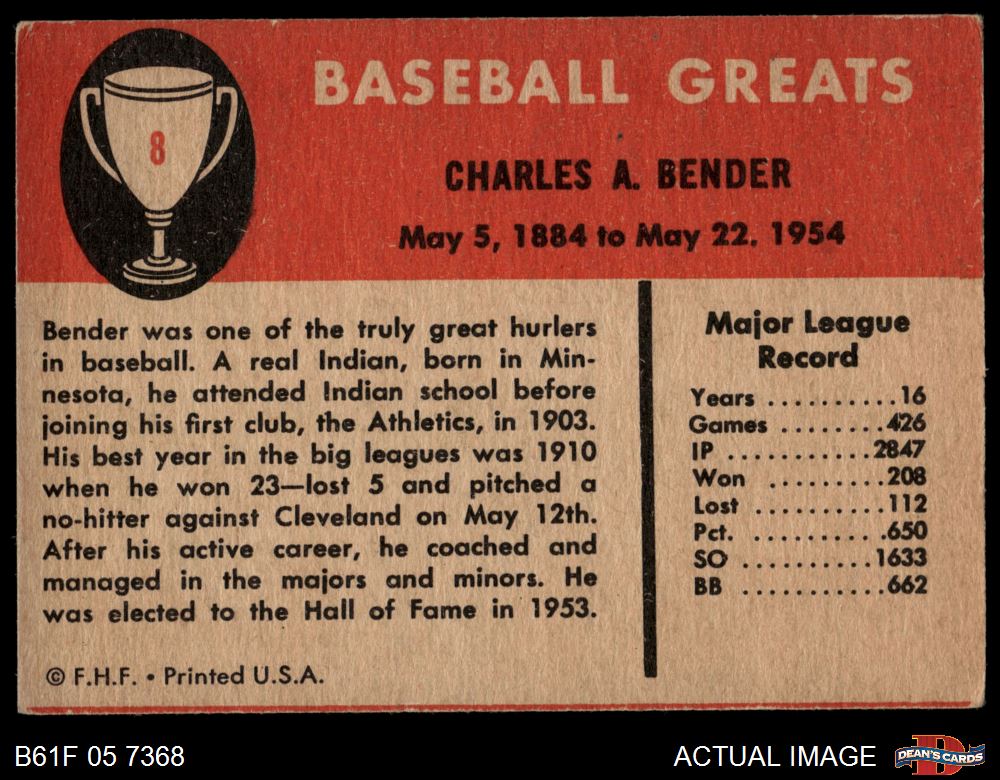 8
BASEBALL GREATS
CHARLES A. BENDER
May 5, 1884 to May 22. 1954
Bender was one of the truly great hurlers
in baseball. A real Indian, born in Min-
nesota, he attended Indian school before
joining his first club, the Athletics, in 1903.
His best year in the big leagues was 1910
when he won 23—lost 5 and pitched a
no-hitter against Cleveland on May 12th.
After his active career, he coached and
managed in the majors and minors. He
was elected to the Hall of Fame in 1953.
© F.H.F. • Printed U.S.A.
Major League
Record
Years ..........16
Games ........426
IP ...........2847
Won .........208
Lost ..........112
Pct. ..........650
SO ..........1633
BB ...........662
B61F 05 7368
ACTUAL IMAGE
D
DEAN'S CARDS